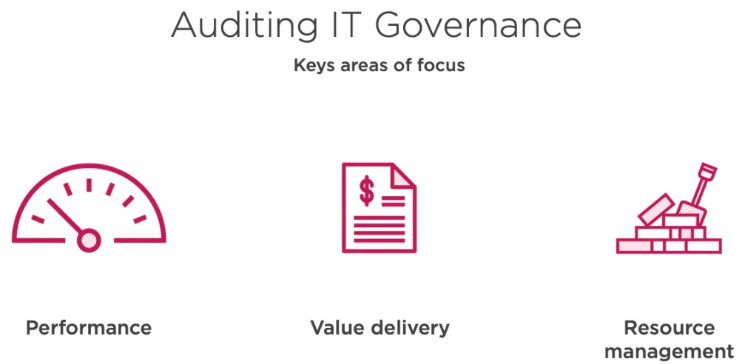 Auditing IT Governance
Keys areas of focus
$
Performance
Value delivery
Resource
management